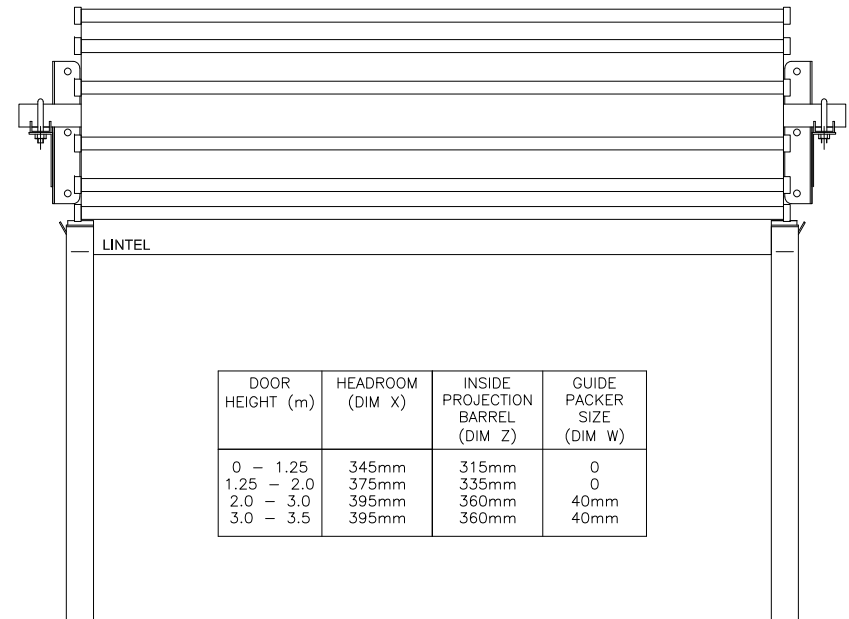 LINTEL
DOOR HEIGHT (m) HEADROOM (DIM X) INSIDE PROJECTION BARREL (DIM Z) GUIDE PACKER SIZE (DIM W)
0 - 1.25 345mm 315mm 0
1.25 - 2.0 375mm 335mm 0
2.0 - 3.0 395mm 360mm 40mm
3.0 - 3.5 395mm 360mm 40mm